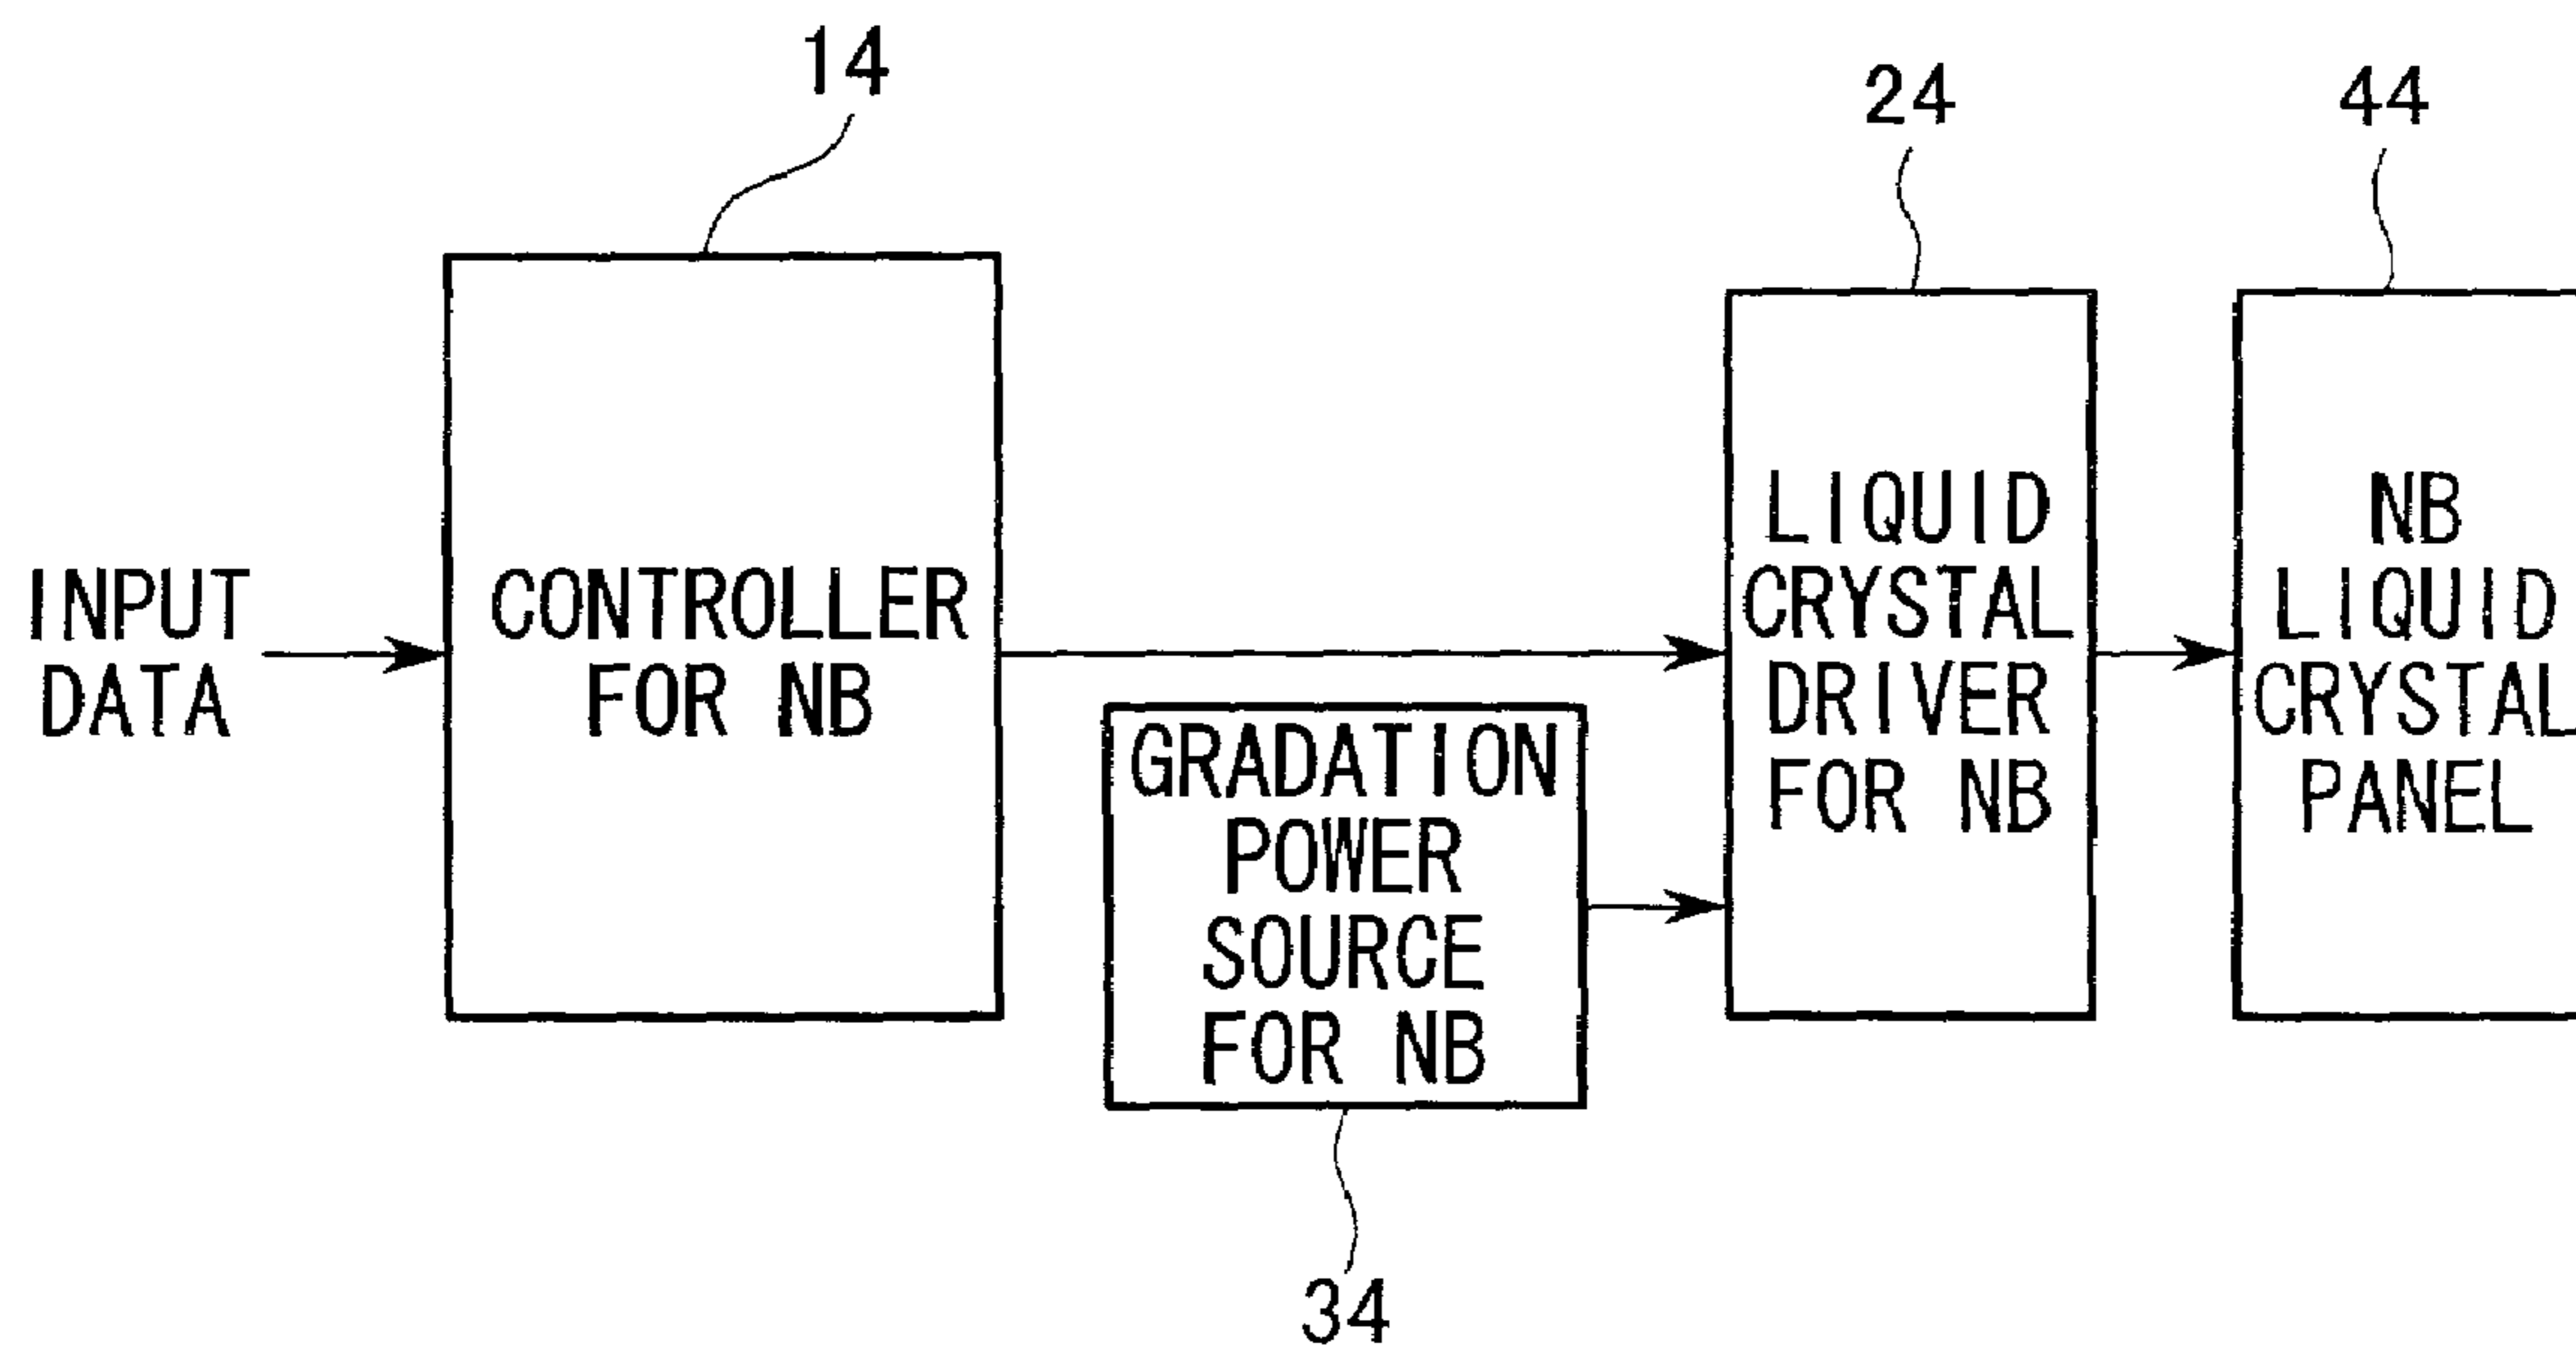 14
24
44
INPUT
DATA
CONTROLLER
FOR NB
LIQUID
CRYSTAL
DRIVER
FOR NB
NB
LIQUID
CRYSTAL
PANEL
GRADATION
POWER
SOURCE
FOR NB
34